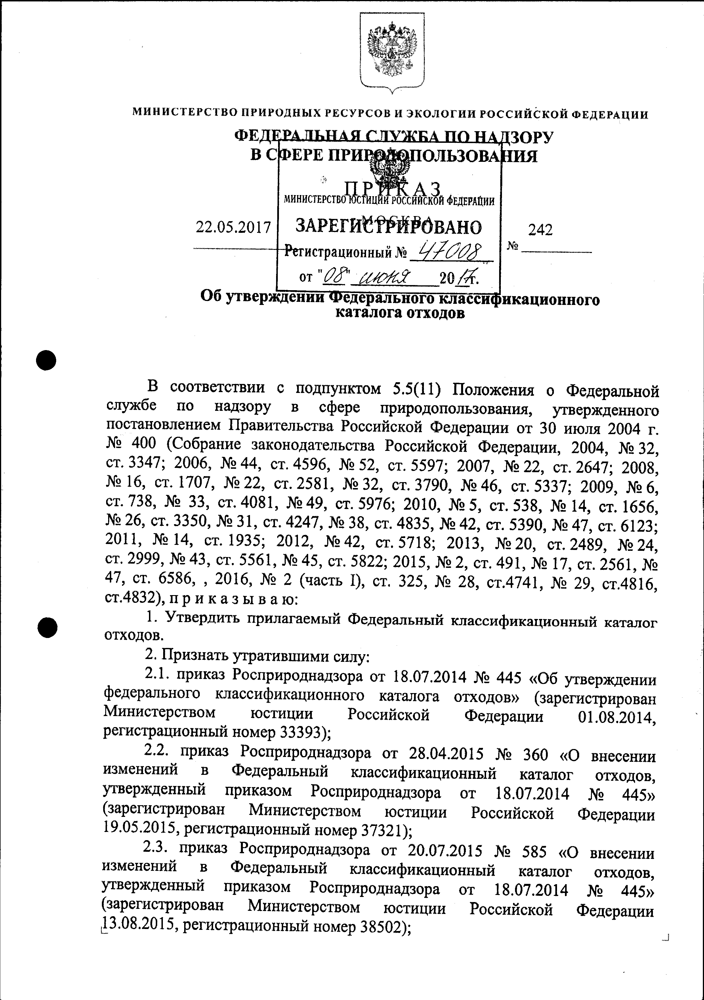 МИНИСТЕРСТВО ПРИРОДНЫХ РЕСУРСОВ И ЭКОЛОГИИ РОССИЙСКОЙ ФЕДЕРАЦИИ
ФЕДЕРАЛЬНАЯ СЛУЖБА ПО НАДЗОРУ
В СФЕРЕ ПРИРОДОПОЛЬЗОВАНИЯ
ПРИКАЗ
МИНИСТЕРСТВО ЮСТИЦИИ РОССИЙСКОЙ ФЕДЕРАЦИИ
МОСКВА
22.05.2017 ЗАРЕГИСТРИРОВАНО 242
Регистрационный № 47008 №
от "08" июня 2017г.
Об утверждении Федерального классификационного
каталога отходов
В соответствии с подпунктом 5.5(11) Положения о Федеральной
службе по надзору в сфере природопользования, утвержденного
постановлением Правительства Российской Федерации от 30 июля 2004 г.
№ 400 (Собрание законодательства Российской Федерации, 2004, № 32,
ст. 3347; 2006, № 44, ст. 4596, № 52, ст. 5597; 2007, № 22, ст. 2647; 2008,
№ 16, ст. 1707, № 22, ст. 2581, № 32, ст. 3790, № 46, ст. 5337; 2009, № 6,
ст. 738, № 33, ст. 4081, № 49, ст. 5976; 2010, № 5, ст. 538, № 14, ст. 1656,
№ 26, ст. 3350, № 31, ст. 4247, № 38, ст. 4835, № 42, ст. 5390, № 47, ст. 6123;
2011, № 14, ст. 1935; 2012, № 42, ст. 5718; 2013, № 20, ст. 2489, № 24,
ст. 2999, № 43, ст. 5561, № 45, ст. 5822; 2015, № 2, ст. 491, № 17, ст. 2561, №
47, ст. 6586, , 2016, № 2 (часть I), ст. 325, № 28, ст.4741, № 29, ст.4816,
ст.4832), п р и к а з ы в а ю:
1. Утвердить прилагаемый Федеральный классификационный каталог
отходов.
2. Признать утратившими силу:
2.1. приказ Росприроднадзора от 18.07.2014 № 445 «Об утверждении
федерального классификационного каталога отходов» (зарегистрирован
Министерством юстиции Российской Федерации 01.08.2014,
регистрационный номер 33393);
2.2. приказ Росприроднадзора от 28.04.2015 № 360 «О внесении
изменений в Федеральный классификационный каталог отходов,
утвержденный приказом Росприроднадзора от 18.07.2014 № 445»
(зарегистрирован Министерством юстиции Российской Федерации
19.05.2015, регистрационный номер 37321);
2.3. приказ Росприроднадзора от 20.07.2015 № 585 «О внесении
изменений в Федеральный классификационный каталог отходов,
утвержденный приказом Росприроднадзора от 18.07.2014 № 445»
(зарегистрирован Министерством юстиции Российской Федерации
13.08.2015, регистрационный номер 38502);